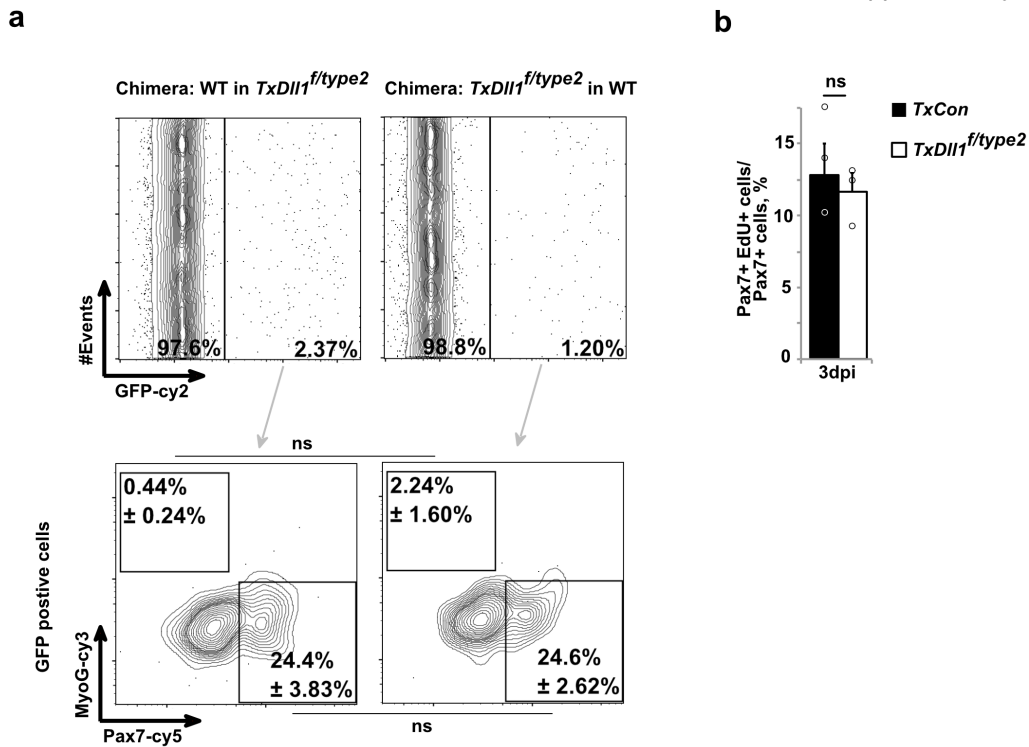 a
Chimera: WT in TxDll1f/type2
Chimera: TxDll1f/type2 in WT
97.6%
2.37%
98.8%
1.20%
#Events
GFP-cy2
ns
0.44%
± 0.24%
2.24%
± 1.60%
24.4%
± 3.83%
24.6%
± 2.62%
GFP postive cells
MyoG-cy3
Pax7-cy5
ns
b
ns
TxCon
TxDll1f/type2
Pax7+ EdU+ cells/
Pax7+ cells, %
15
10
5
0
3dpi